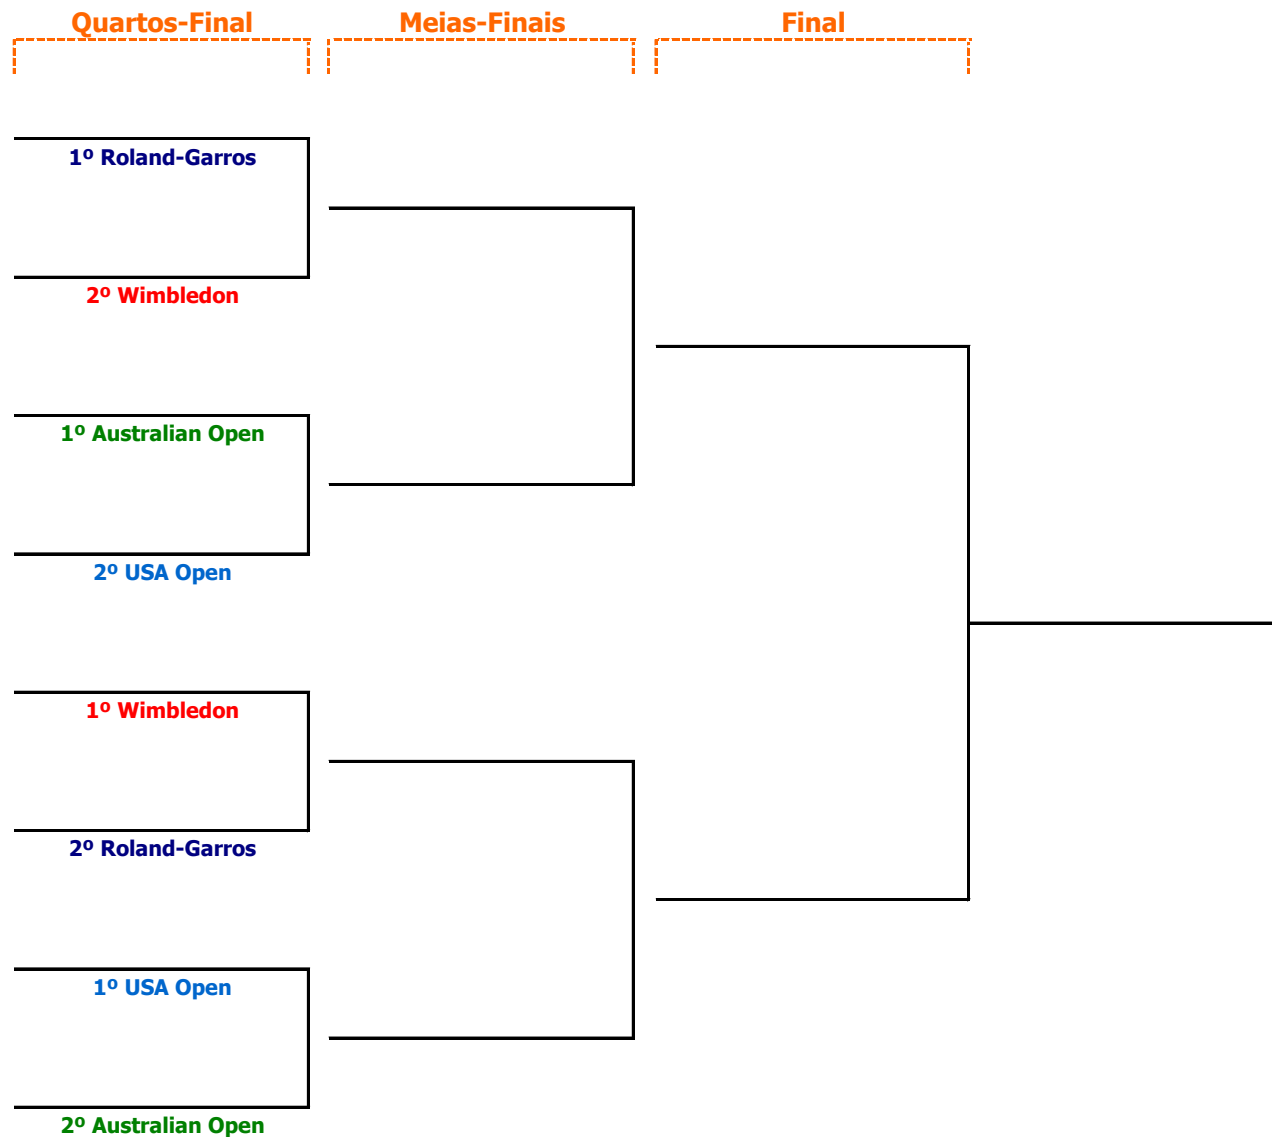 Quartos-Final
Meias-Finais
Final
1º Roland-Garros
2º Wimbledon
1º Australian Open
2º USA Open
1º Wimbledon
2º Roland-Garros
1º USA Open
2º Australian Open